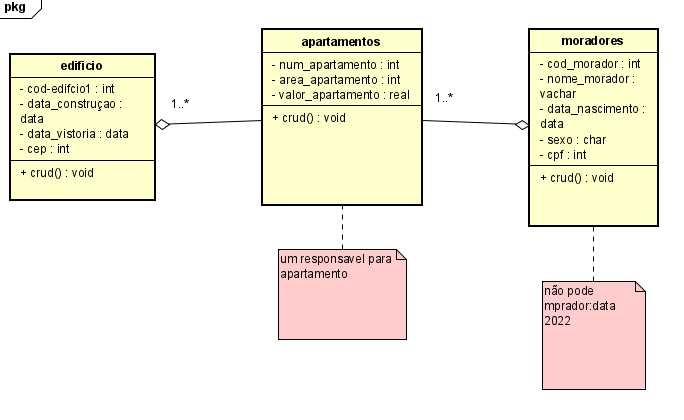 pkg
edificio
- cod-edifcio1 : int
- data_construçao :
data
- data_vistoria : data
- cep : int
+ crud() : void
1..*
apartamentos
- num_apartamento : int
- area_apartamento : int
- valor_apartamento : real
+ crud() : void
1..*
moradores
- cod_morador : int
- nome_morador :
vachar
- data_nascimento :
data
- sexo : char
- cpf : int
+ crud() : void
um responsavel para
apartamento
não pode
mprador:data
2022